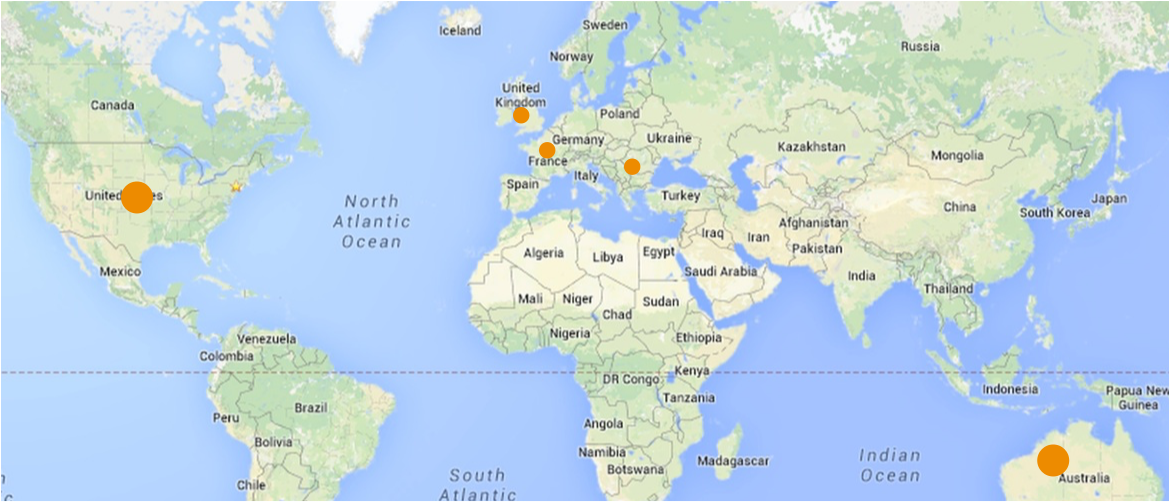 Iceland
Sweden
Norway
Russia
United
Kingdom
Canada
Poland
Germany
Ukraine
Kazakhstan
Mongolia
France
Italy
Spain
Turkey
United
es
North
Atlantic
Ocean
China
Japan
South Korea
Afghanistan
Iraq
Iran
Pakistan
Algeria
Libya
Egypt
Saudi Arabia
India
Mexico
Thailand
Mali
Niger
Chad
Sudan
Nigeria
Ethiopia
Venezuela
Colombia
Kenya
DR Congo
Tanzania
Indonesia
Papua New
Guinea
Brazil
Peru
Angola
Bolivia
Namibia
Botswana
Madagascar
Indian
Ocean
South
Atlantic
Chile
Australia